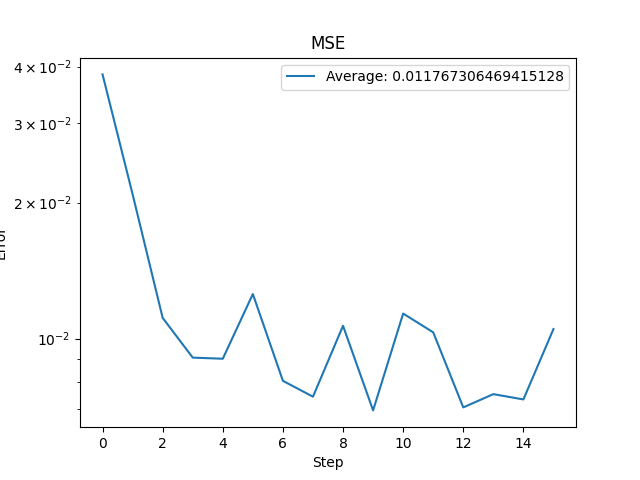 MSE
Average: 0.011767306469415128
4 × 10⁻²
3 × 10⁻²
2 × 10⁻²
10⁻²
Error
0 2 4 6 8 10 12 14
Step